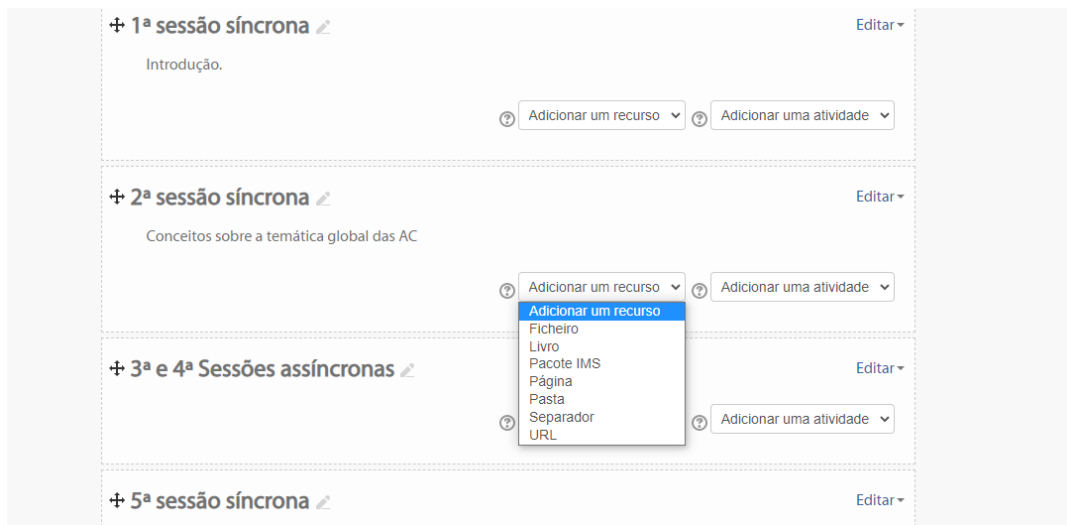 1ª sessão síncrona
Editar
Introdução.
Adicionar um recurso
Adicionar uma atividade
2ª sessão síncrona
Editar
Conceitos sobre a temática global das AC
Adicionar um recurso
Adicionar uma atividade
Adicionar um recurso
Ficheiro
Livro
Pacote IMS
Página
Pasta
Separador
URL
3ª e 4ª Sessões assíncronas
Editar
Adicionar uma atividade
5ª sessão síncrona
Editar